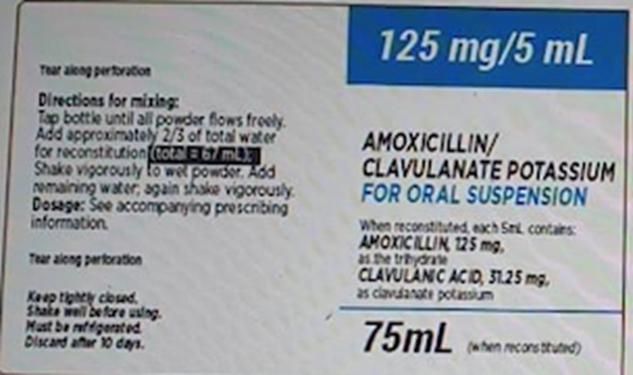 Tear along perforation
Directions for mixing:
Tap bottle until all powder flows freely.
Add approximately 2/3 of total water
for reconstitution (total = 67 mL);
Shake vigorously to wet powder. Add
remaining water; again shake vigorously.
Dosage: See accompanying prescribing
information.
Tear along perforation
Keep tightly closed.
Shake well before using.
Must be refrigerated.
Discard after 10 days.
125 mg/5 mL
AMOXICILLIN/
CLAVULANATE POTASSIUM
FOR ORAL SUSPENSION
When reconstituted, each 5mL contains:
AMOXICILLIN, 125 mg,
as the trihydrate
CLAVULANIC ACID, 31.25 mg,
as clavulanate potassium
75mL (when reconstituted)